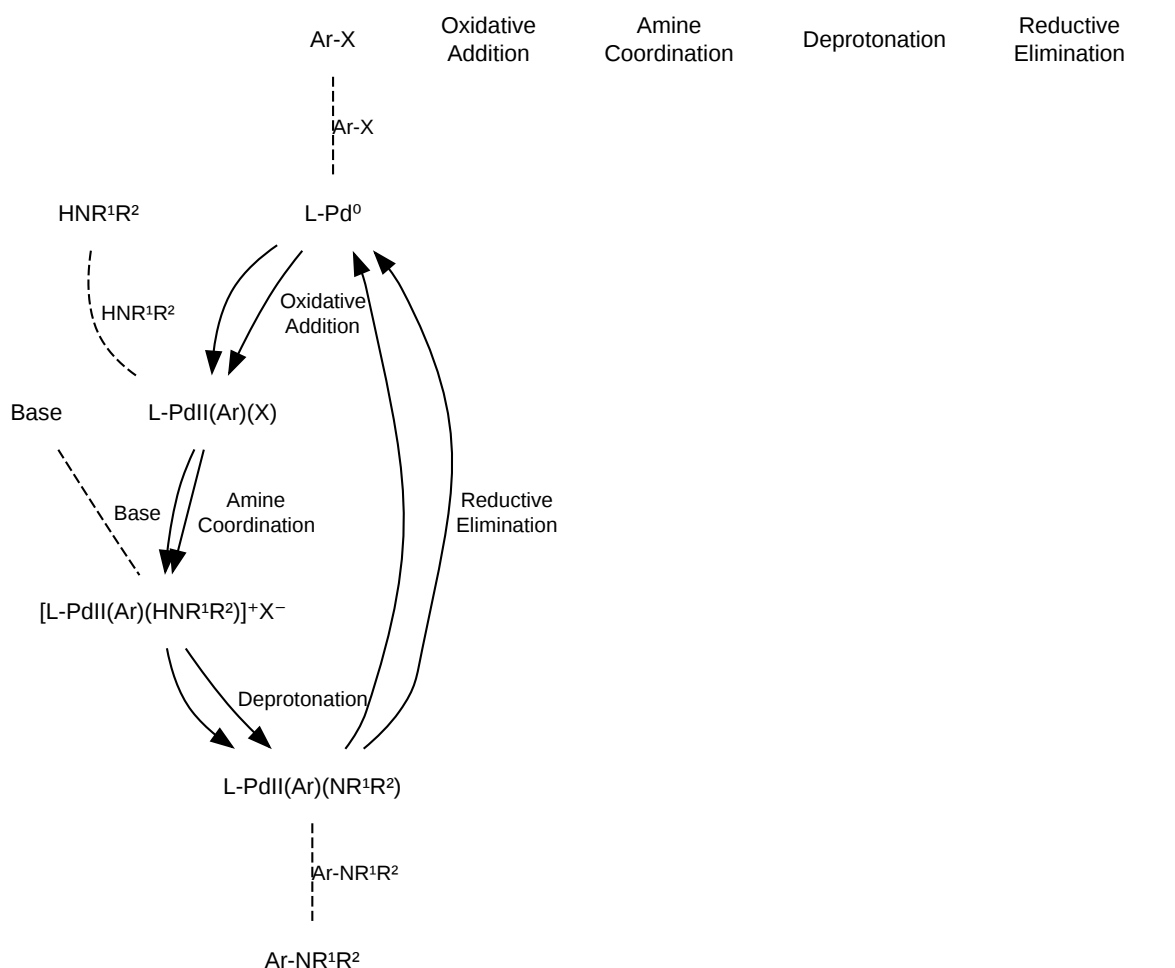 Ar-X
Oxidative
Addition
Amine
Coordination
Deprotonation
Reductive
Elimination
Ar-X
HNR¹R²
L-Pd⁰
HNR¹R²
Oxidative
Addition
Base
L-PdII(Ar)(X)
Base
Amine
Coordination
Reductive
Elimination
[L-PdII(Ar)(HNR¹R²)]⁺X⁻
Deprotonation
L-PdII(Ar)(NR¹R²)
Ar-NR¹R²
Ar-NR¹R²